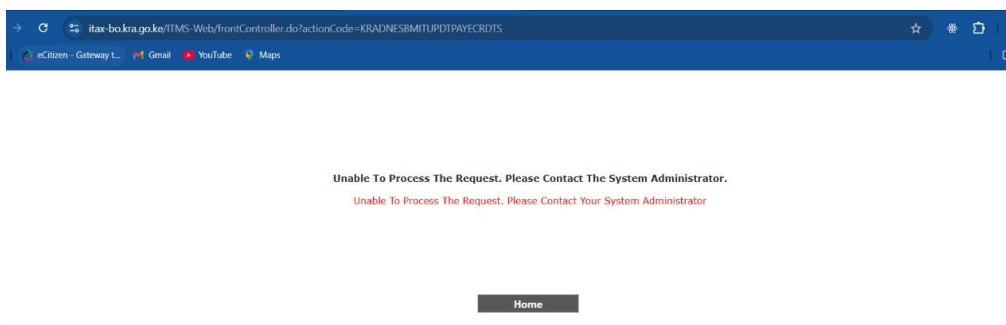 itax-bo.kra.go.ke/ITMS-Web/frontController.do?actionCode=KRADNESBMITUPDTPAYECRDTS
eCitizen - Gateway t... Gmail YouTube Maps
Unable To Process The Request. Please Contact The System Administrator.
Unable To Process The Request. Please Contact Your System Administrator
Home